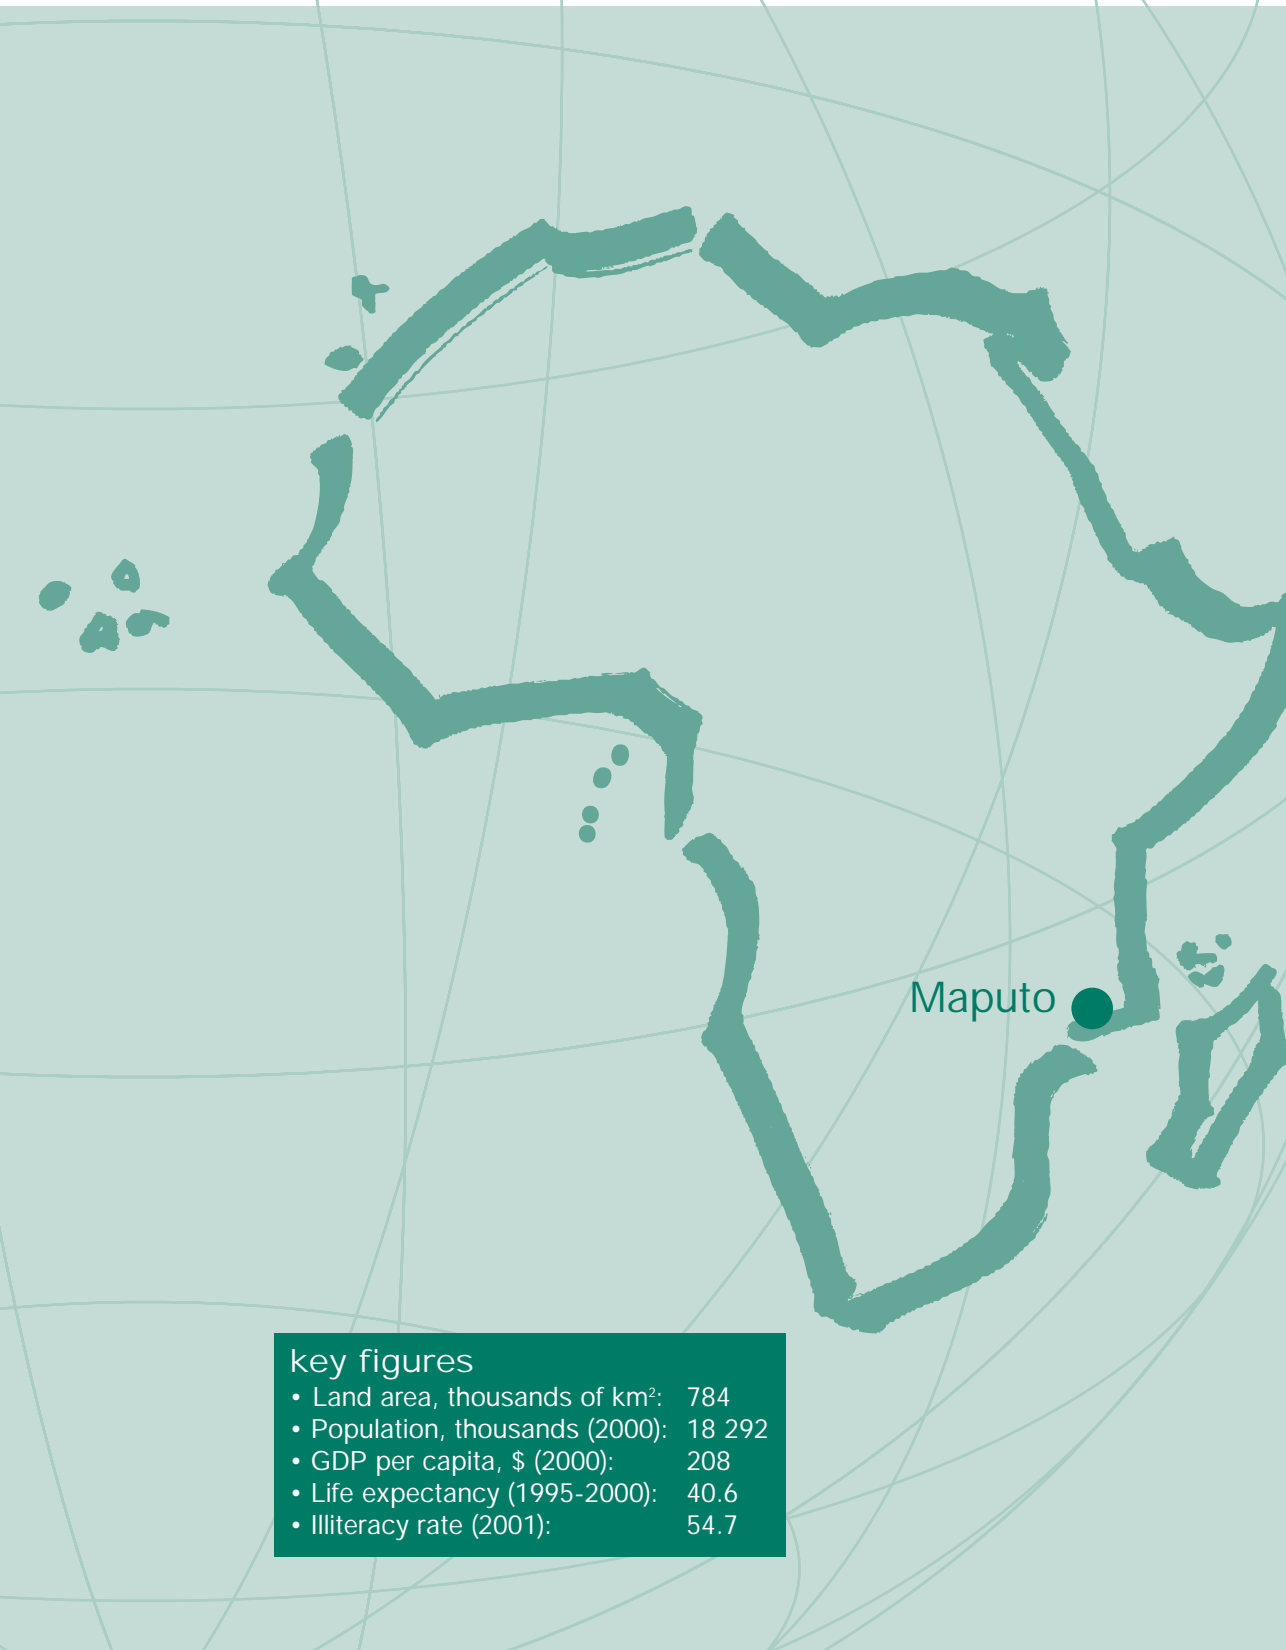 Maputo
key figures
• Land area, thousands of km²: 784
• Population, thousands (2000): 18 292
• GDP per capita, $ (2000): 208
• Life expectancy (1995-2000): 40.6
• Illiteracy rate (2001): 54.7